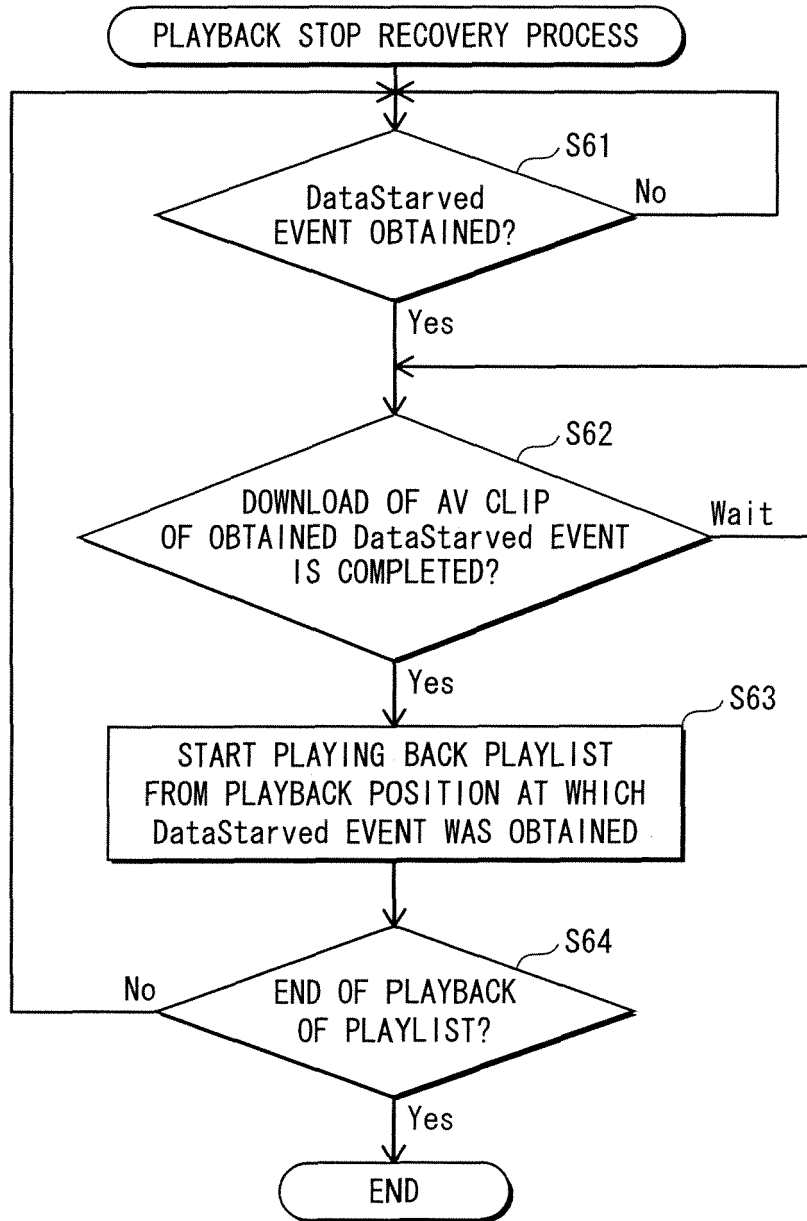 PLAYBACK STOP RECOVERY PROCESS
S61
DataStarved
EVENT OBTAINED?
No
Yes
S62
DOWNLOAD OF AV CLIP
OF OBTAINED DataStarved EVENT
IS COMPLETED?
Wait
Yes
S63
START PLAYING BACK PLAYLIST
FROM PLAYBACK POSITION AT WHICH
DataStarved EVENT WAS OBTAINED
S64
No
END OF PLAYBACK
OF PLAYLIST?
Yes
END